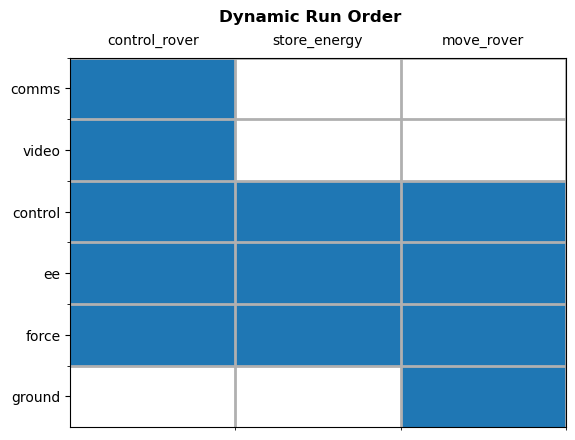 Dynamic Run Order
control_rover store_energy move_rover
comms
video
control
ee
force
ground